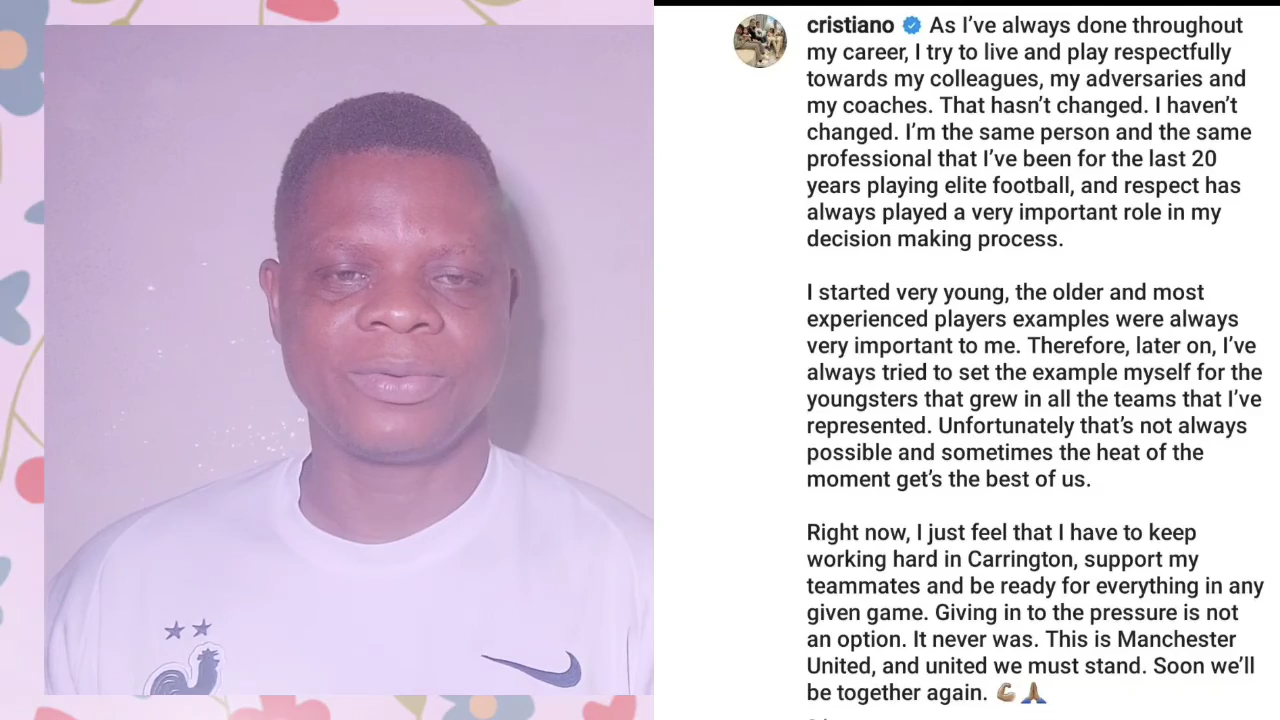 cristiano As I’ve always done throughout
my career, I try to live and play respectfully
towards my colleagues, my adversaries and
my coaches. That hasn’t changed. I haven’t
changed. I’m the same person and the same
professional that I’ve been for the last 20
years playing elite football, and respect has
always played a very important role in my
decision making process.
I started very young, the older and most
experienced players examples were always
very important to me. Therefore, later on, I’ve
always tried to set the example myself for the
youngsters that grew in all the teams that I’ve
represented. Unfortunately that’s not always
possible and sometimes the heat of the
moment get’s the best of us.
Right now, I just feel that I have to keep
working hard in Carrington, support my
teammates and be ready for everything in any
given game. Giving in to the pressure is not
an option. It never was. This is Manchester
United, and united we must stand. Soon we’ll
be together again. 💪🏽🙏🏽